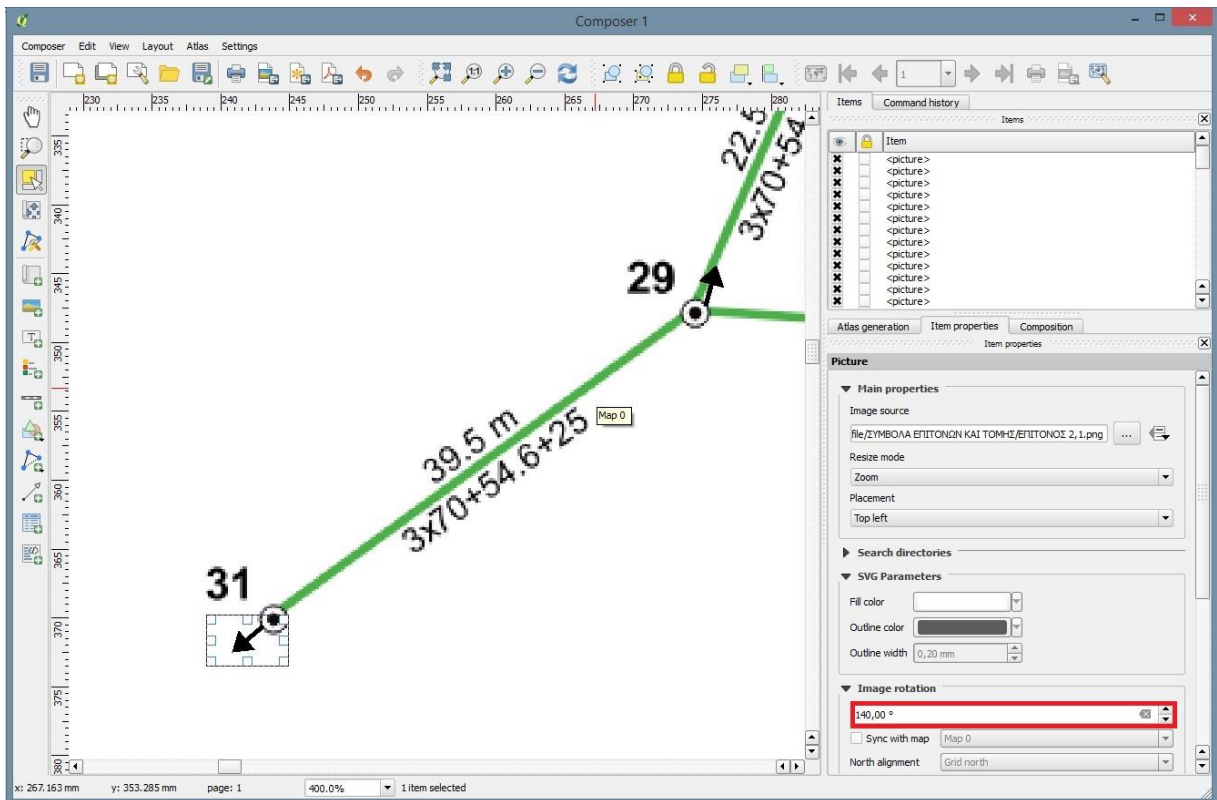 Composer 1
Composer Edit View Layout Atlas Settings
1
230 235 240 245 250 255 260 265 270 275 280
335
340
345
350
355
360
365
370
375
380
22.5
3x70+54
29
Map 0
39.5 m
3x70+54.6+25
31
Items Command history
Items
Item
<picture>
<picture>
<picture>
<picture>
<picture>
<picture>
<picture>
<picture>
<picture>
<picture>
<picture>
<picture>
<picture>
Atlas generation Item properties Composition
Item properties
Picture
Main properties
Image source
file/ΣΥΜΒΟΛΑ ΕΠΙΤΟΝΩΝ ΚΑΙ ΤΟΜΗΣ/ΕΠΙΤΟΝΟΣ 2,1.png ...
Resize mode
Zoom
Placement
Top left
Search directories
SVG Parameters
Fill color
Outline color
Outline width 0,20 mm
Image rotation
140,00 °
Sync with map Map 0
North alignment Grid north
x: 267.163 mm y: 353.285 mm page: 1 400.0% 1 item selected